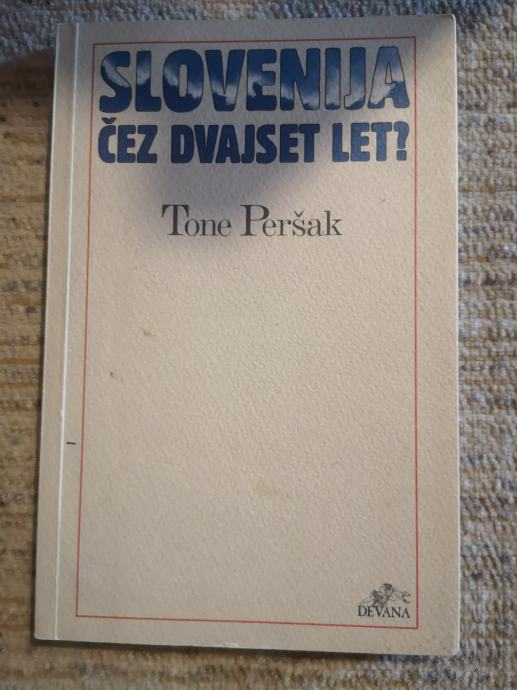 SLOVENIJA
ČEZ DVAJSET LET?
Tone Peršak
DEVANA